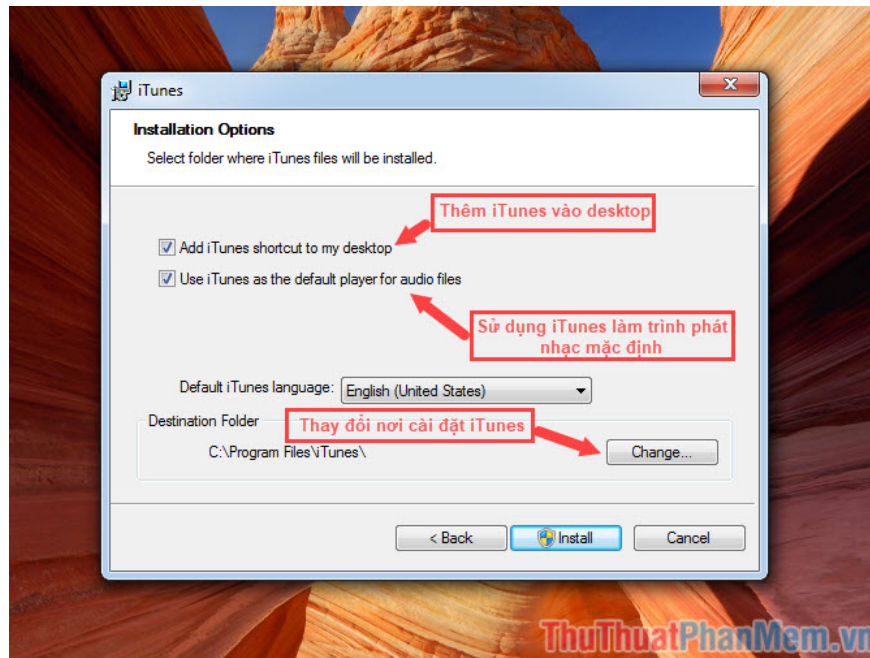 iTunes
Installation Options
Select folder where iTunes files will be installed.
Thêm iTunes vào desktop
Add iTunes shortcut to my desktop
Use iTunes as the default player for audio files
Sử dụng iTunes làm trình phát
nhạc mặc định
Default iTunes language: English (United States)
Destination Folder
Thay đổi nơi cài đặt iTunes
C:\Program Files\iTunes\ Change...
< Back Install Cancel
ThuThuatPhanMem.vn